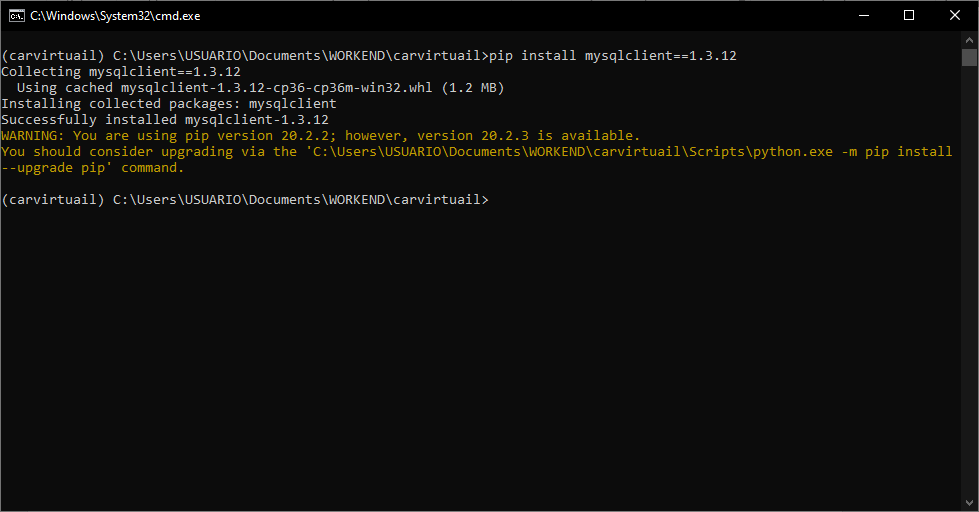 C:\Windows\System32\cmd.exe
(carvirtuail) C:\Users\USUARIO\Documents\WORKEND\carvirtuail>pip install mysqlclient==1.3.12
Collecting mysqlclient==1.3.12
  Using cached mysqlclient-1.3.12-cp36-cp36m-win32.whl (1.2 MB)
Installing collected packages: mysqlclient
Successfully installed mysqlclient-1.3.12
WARNING: You are using pip version 20.2.2; however, version 20.2.3 is available.
You should consider upgrading via the 'C:\Users\USUARIO\Documents\WORKEND\carvirtuail\Scripts\python.exe -m pip install
--upgrade pip' command.
(carvirtuail) C:\Users\USUARIO\Documents\WORKEND\carvirtuail>